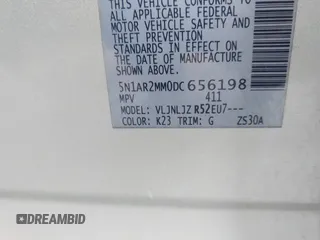 THIS VEHICLE CONFORMS TO
ALL APPLICABLE FEDERAL
MOTOR VEHICLE SAFETY AND
THEFT PREVENTION
STANDARDS IN EFFECT ON
THE DATE OF MANUFACTURE
SHOWN ABOVE.
5N1AR2MM0DC656198
MPV 411
MODEL: VLJNLJZ R52EU7---
COLOR: K23 TRIM: G ZS30A
DREAMBID